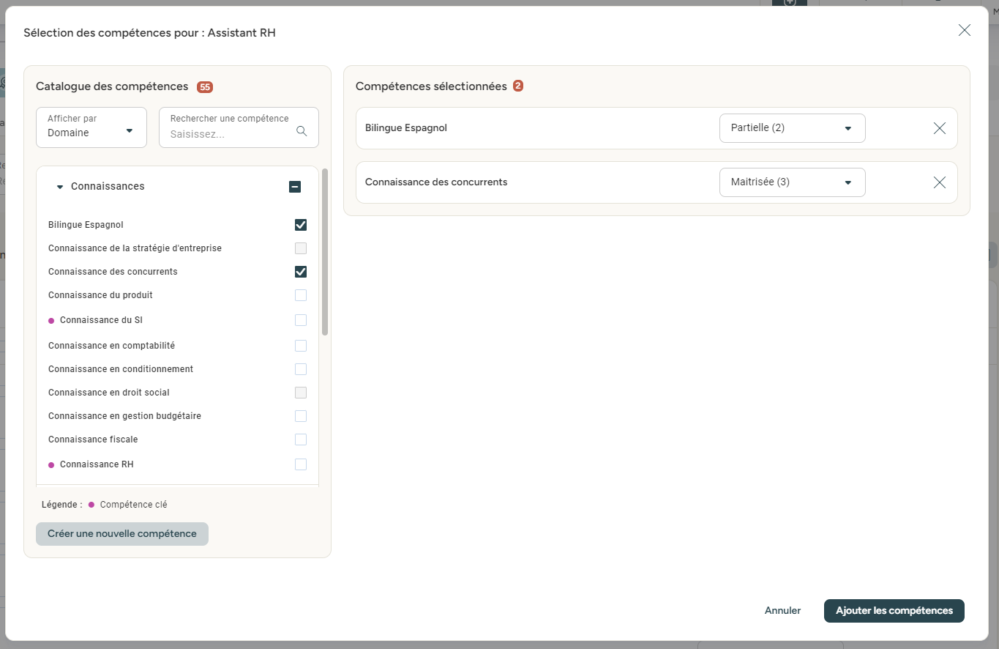 Sélection des compétences pour : Assistant RH
Catalogue des compétences 55
Afficher par
Domaine
Rechercher une compétence
Saisissez...
Connaissances
Bilingue Espagnol
Connaissance de la stratégie d'entreprise
Connaissance des concurrents
Connaissance du produit
Connaissance du SI
Connaissance en comptabilité
Connaissance en conditionnement
Connaissance en droit social
Connaissance en gestion budgétaire
Connaissance fiscale
Connaissance RH
Légende : Compétence clé
Créer une nouvelle compétence
Compétences sélectionnées 2
Bilingue Espagnol Partielle (2)
Connaissance des concurrents Maitrisée (3)
Annuler Ajouter les compétences